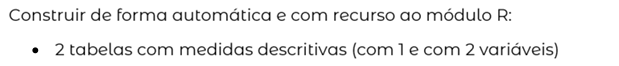 Construir de forma automática e com recurso ao módulo R:
• 2 tabelas com medidas descritivas (com 1 e com 2 variáveis)